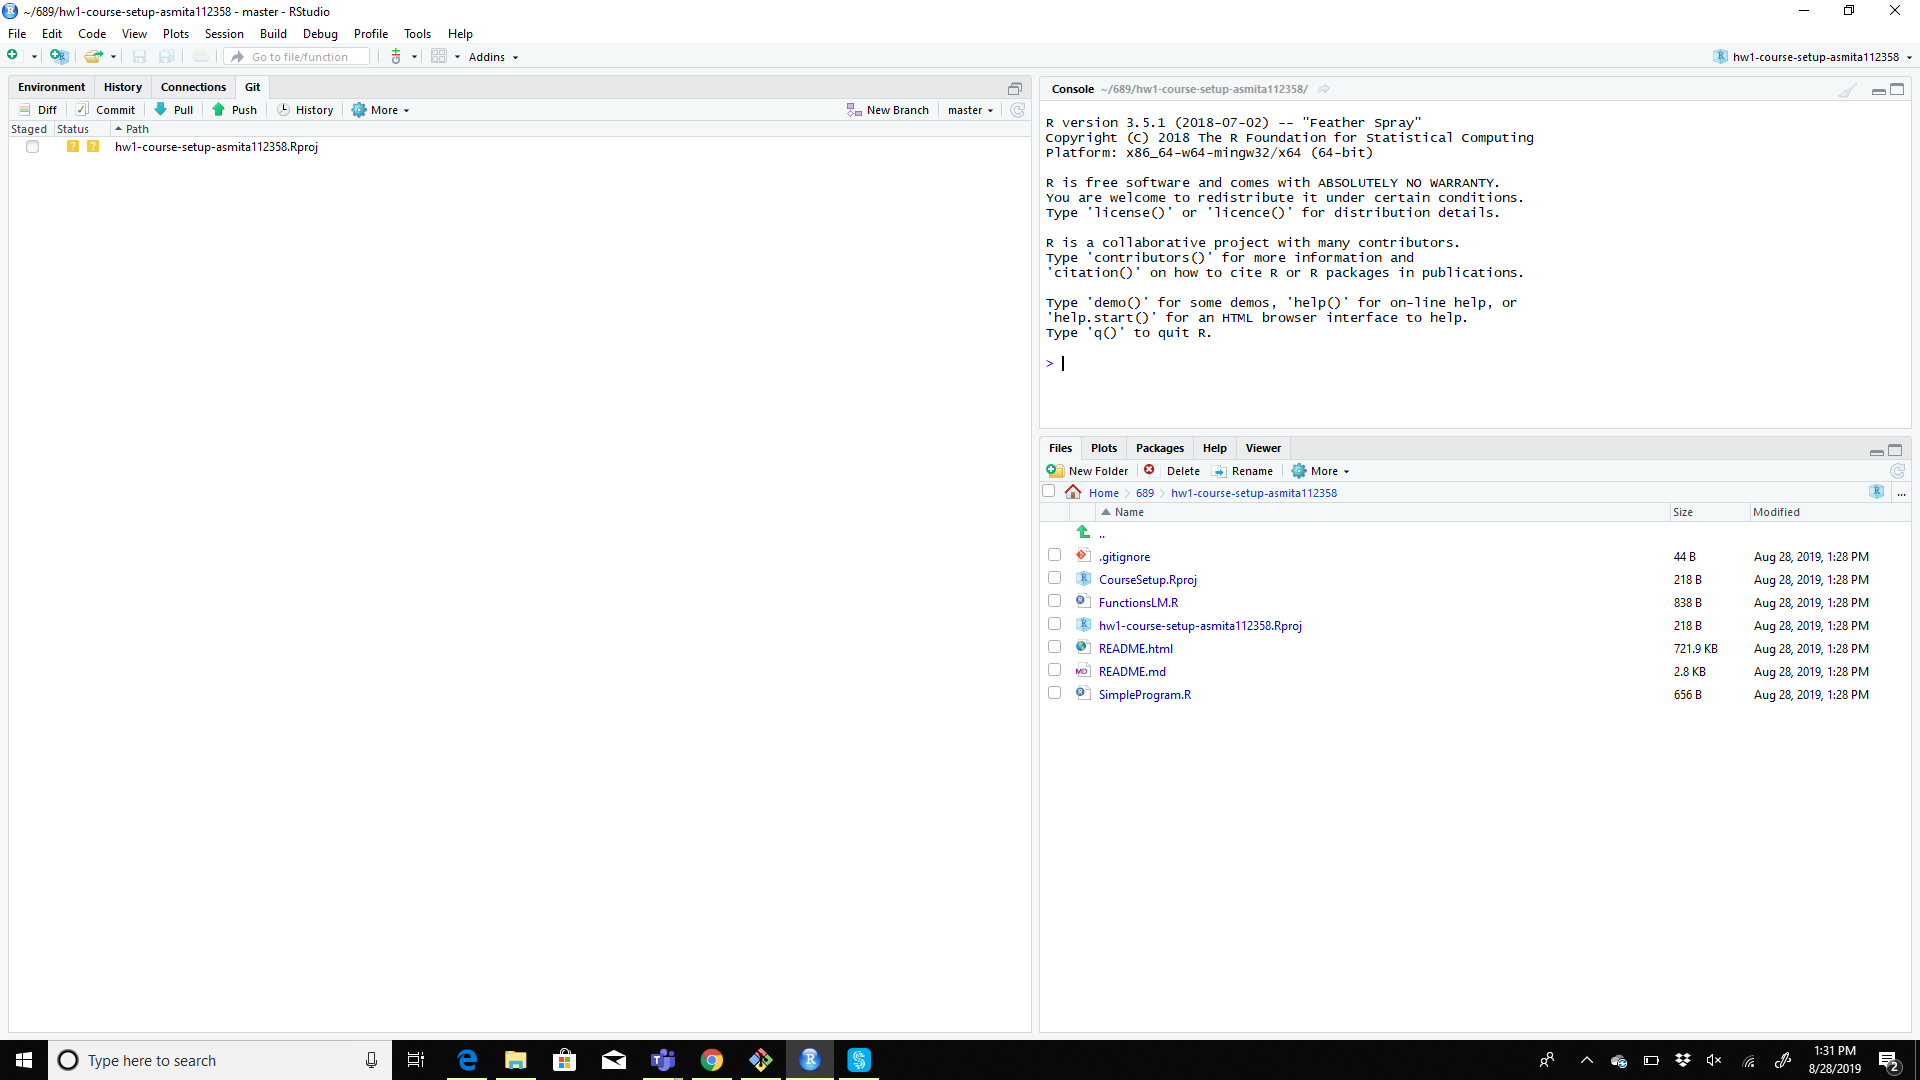 ~/689/hw1-course-setup-asmita112358 - master - RStudio
File Edit Code View Plots Session Build Debug Profile Tools Help
Go to file/function Addins hw1-course-setup-asmita112358
Environment History Connections Git
Diff Commit Pull Push History More New Branch master
Staged Status Path
hw1-course-setup-asmita112358.Rproj
Console ~/689/hw1-course-setup-asmita112358/
R version 3.5.1 (2018-07-02) -- "Feather Spray"
Copyright (C) 2018 The R Foundation for Statistical Computing
Platform: x86_64-w64-mingw32/x64 (64-bit)
R is free software and comes with ABSOLUTELY NO WARRANTY.
You are welcome to redistribute it under certain conditions.
Type 'license()' or 'licence()' for distribution details.
R is a collaborative project with many contributors.
Type 'contributors()' for more information and
'citation()' on how to cite R or R packages in publications.
Type 'demo()' for some demos, 'help()' for on-line help, or
'help.start()' for an HTML browser interface to help.
Type 'q()' to quit R.
>
Files Plots Packages Help Viewer
New Folder Delete Rename More
Home 689 hw1-course-setup-asmita112358 ...
Name Size Modified
..
.gitignore 44 B Aug 28, 2019, 1:28 PM
CourseSetup.Rproj 218 B Aug 28, 2019, 1:28 PM
FunctionsLM.R 838 B Aug 28, 2019, 1:28 PM
hw1-course-setup-asmita112358.Rproj 218 B Aug 28, 2019, 1:28 PM
README.html 721.9 KB Aug 28, 2019, 1:28 PM
README.md 2.8 KB Aug 28, 2019, 1:28 PM
SimpleProgram.R 656 B Aug 28, 2019, 1:28 PM
Type here to search
1:31 PM
8/28/2019
2